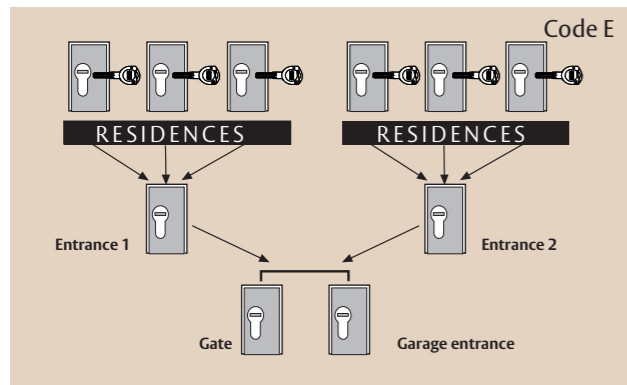 Code E
RESIDENCES
RESIDENCES
Entrance 1
Entrance 2
Gate
Garage entrance